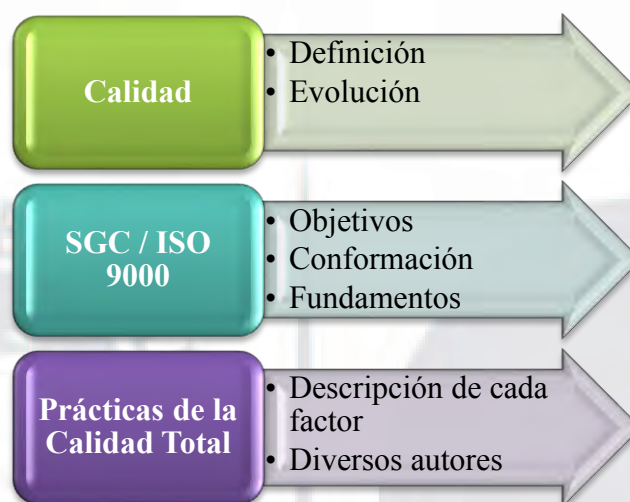 Calidad
• Definición
• Evolución
SGC / ISO
9000
• Objetivos
• Conformación
• Fundamentos
Prácticas de la
Calidad Total
• Descripción de cada
factor
• Diversos autores